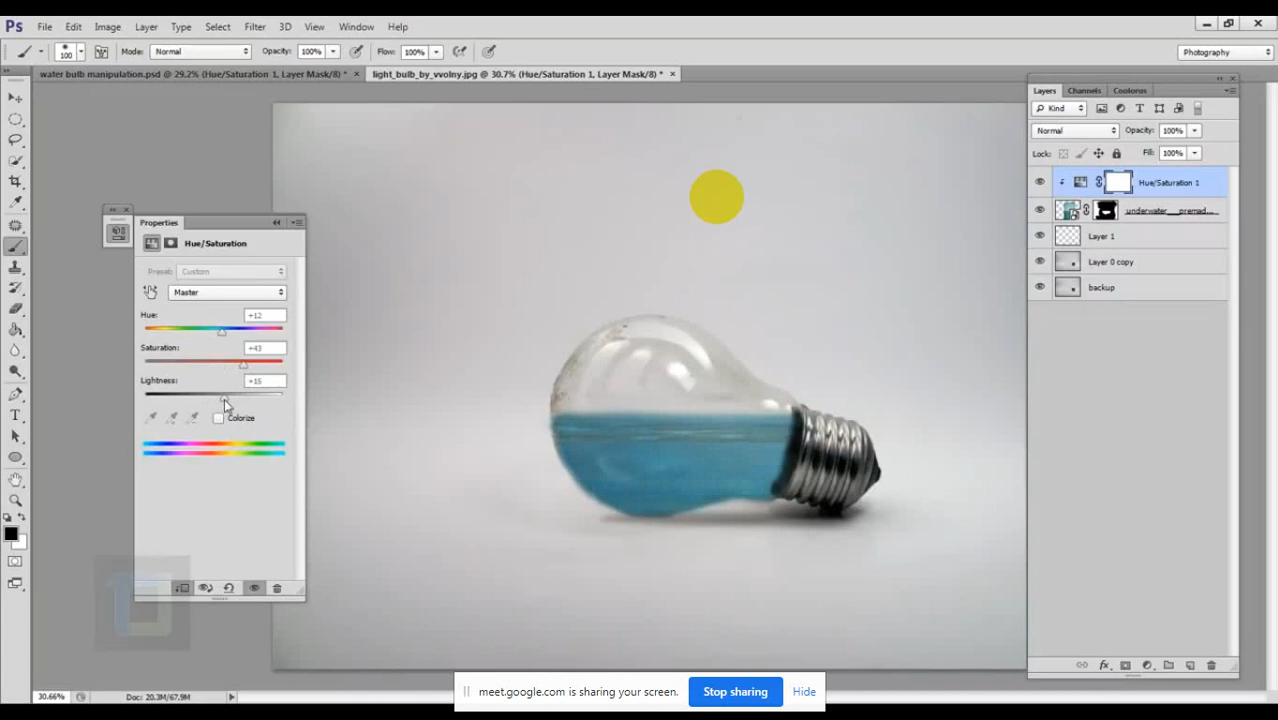 Ps File Edit Image Layer Type Select Filter 3D View Window Help
100 Mode: Normal Opacity: 100% Flow: 100% Photography
water bulb manipulation.psd @ 29.2% (Hue/Saturation 1, Layer Mask/8) * light_bulb_by_vvolny.jpg @ 30.7% (Hue/Saturation 1, Layer Mask/8) *
Layers Channels Coolorus
Kind
Normal Opacity: 100%
Lock: Fill: 100%
Hue/Saturation 1
underwater___premad...
Layer 1
Layer 0 copy
backup
Properties
Hue/Saturation
Preset: Custom
Master
Hue: +12
Saturation: +43
Lightness: +15
Colorize
meet.google.com is sharing your screen. Stop sharing Hide
30.66% Doc: 20.3M/67.9M